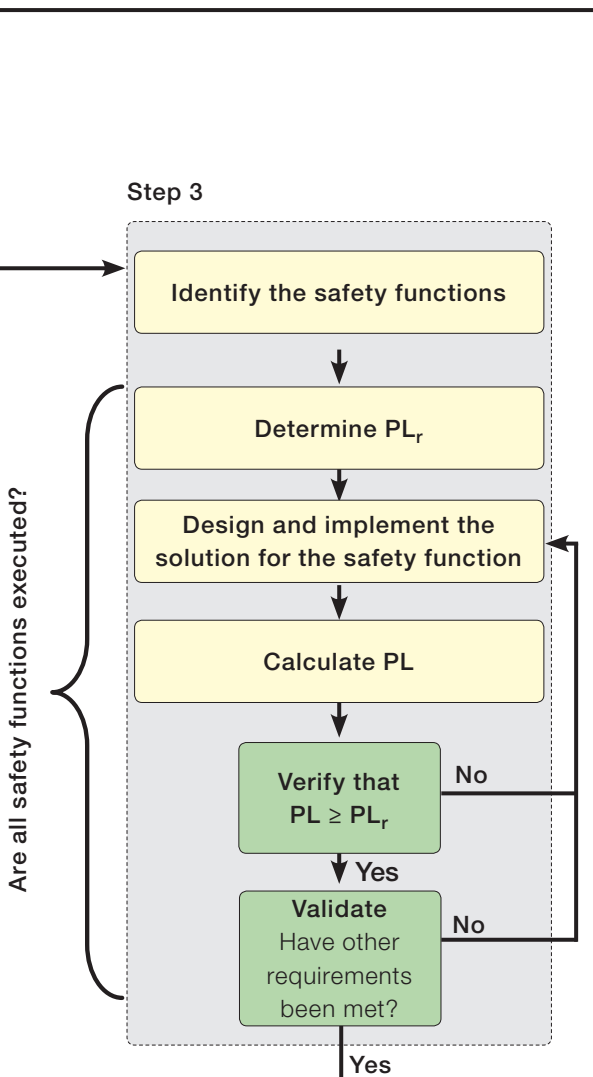 Step 3
Identify the safety functions
Determine PLr
Design and implement the
solution for the safety function
Calculate PL
Verify that
PL ≥ PLr
No
Yes
Validate
Have other
requirements
been met?
No
Yes
Are all safety functions executed?